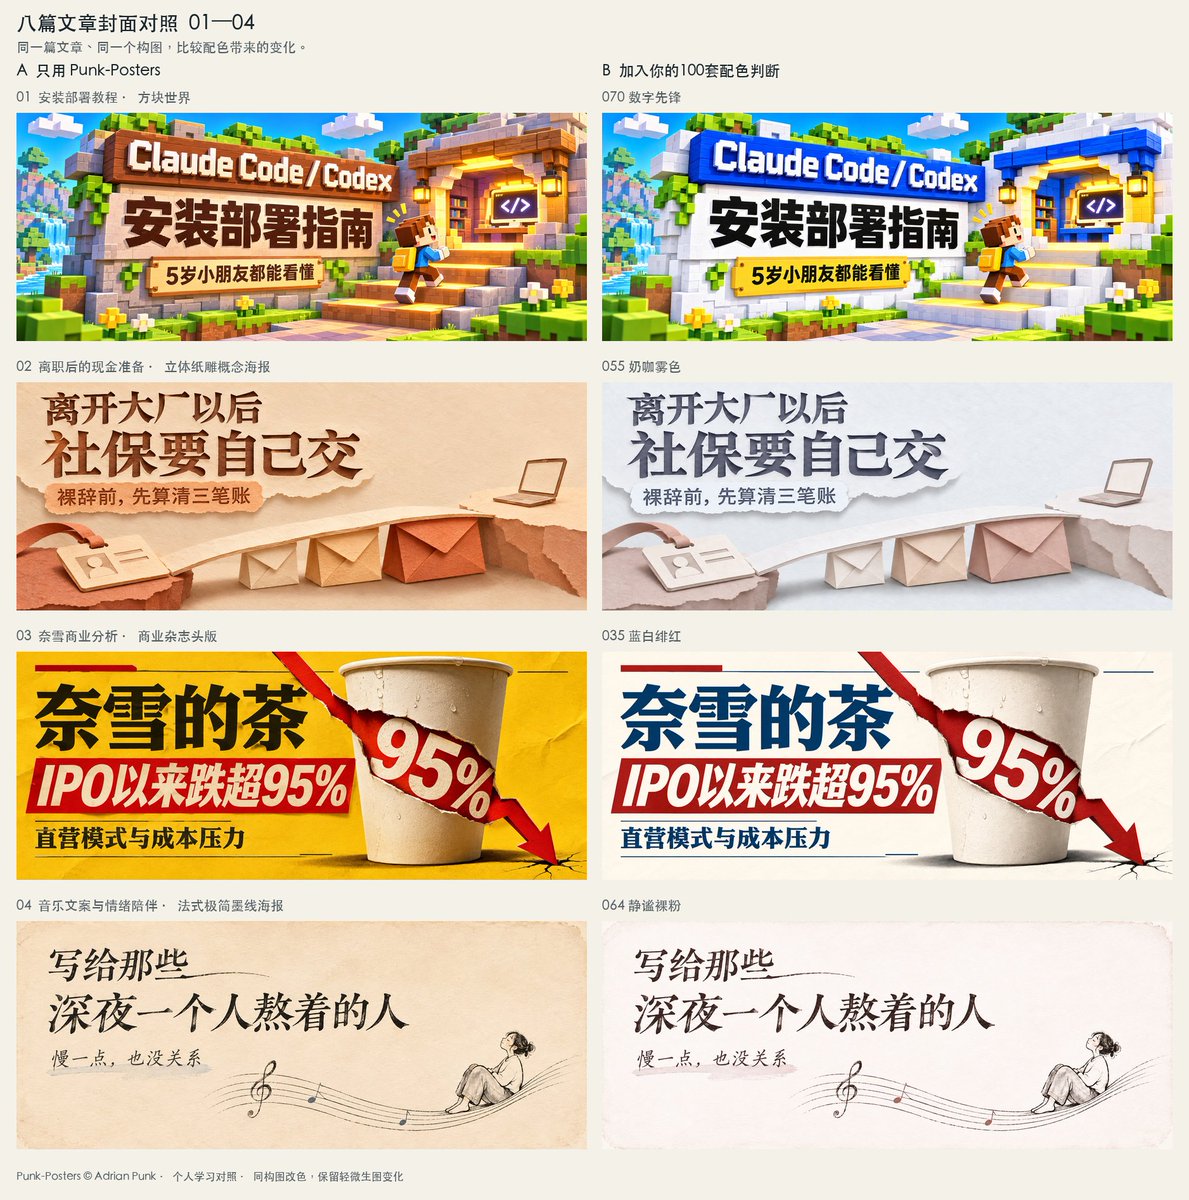 八篇文章封面对照 01—04
同一篇文章、同一个构图，比较配色带来的变化。
A 只用 Punk-Posters
B 加入你的100套配色判断
01 安装部署教程 · 方块世界
070 数字先锋
Claude Code / Codex
安装部署指南
5岁小朋友都能看懂
</>
Claude Code / Codex
安装部署指南
5岁小朋友都能看懂
</>
02 离职后的现金准备 · 立体纸雕概念海报
055 奶咖雾色
离开大厂以后
社保要自己交
裸辞前，先算清三笔账
离开大厂以后
社保要自己交
裸辞前，先算清三笔账
03 奈雪商业分析 · 商业杂志头版
035 蓝白绯红
奈雪的茶
IPO以来跌超95%
直营模式与成本压力
95%
奈雪的茶
IPO以来跌超95%
直营模式与成本压力
95%
04 音乐文案与情绪陪伴 · 法式极简墨线海报
064 静谧裸粉
写给那些
深夜一个人熬着的人
慢一点，也没关系
写给那些
深夜一个人熬着的人
慢一点，也没关系
Punk-Posters © Adrian Punk · 个人学习对照 · 同构图改色，保留轻微生图变化